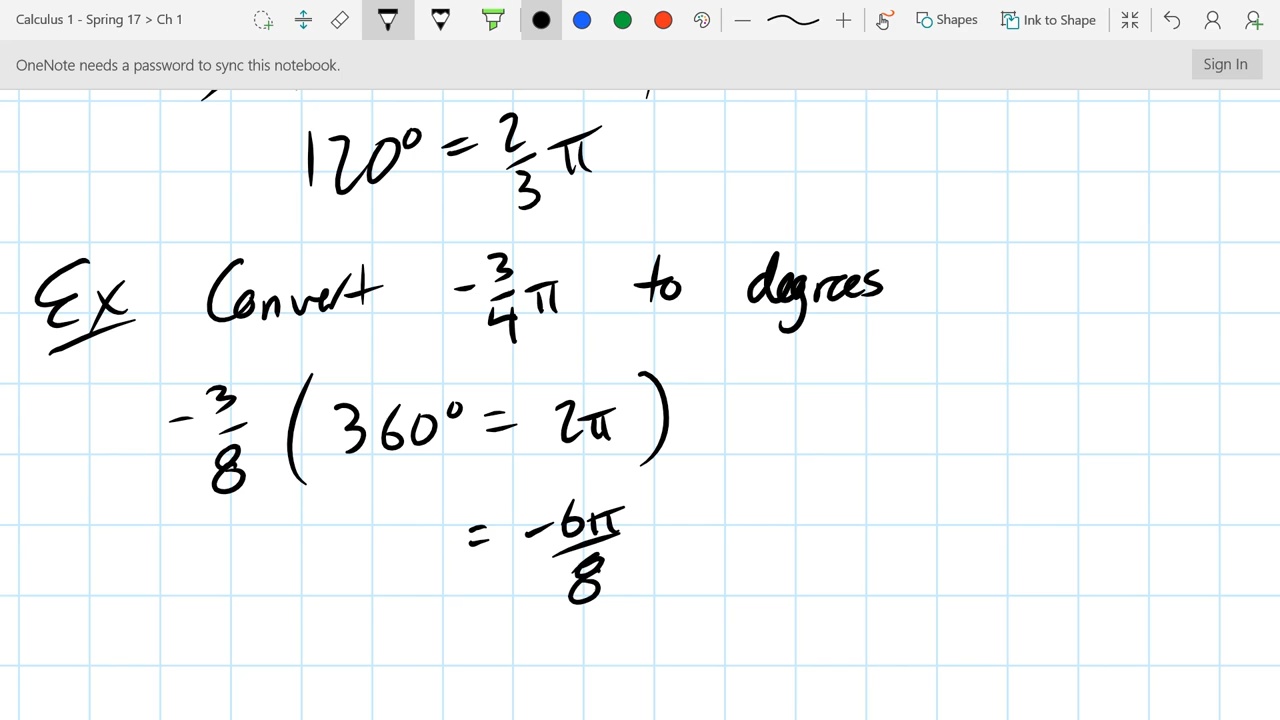 Calculus 1 - Spring 17 > Ch 1
Shapes
Ink to Shape
OneNote needs a password to sync this notebook.
Sign In
120° = 2/3 π
Ex Convert -3/4 π to degrees
-3/8 ( 360° = 2π )
= -6π/8